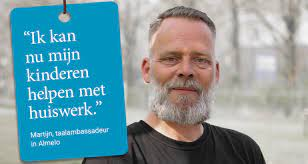 “Ik kan
nu mijn
kinderen
helpen met
huiswerk.”
Martijn, taalambassadeur
in Almelo